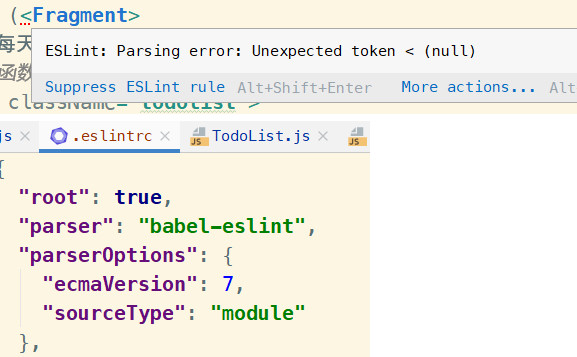 (<Fragment>
每天
ESLint: Parsing error: Unexpected token < (null)
函数
Suppress ESLint rule Alt+Shift+Enter More actions... Alt
className="todolist">
js × .eslintrc × TodoList.js × JS
{
"root": true,
"parser": "babel-eslint",
"parserOptions": {
"ecmaVersion": 7,
"sourceType": "module"
},